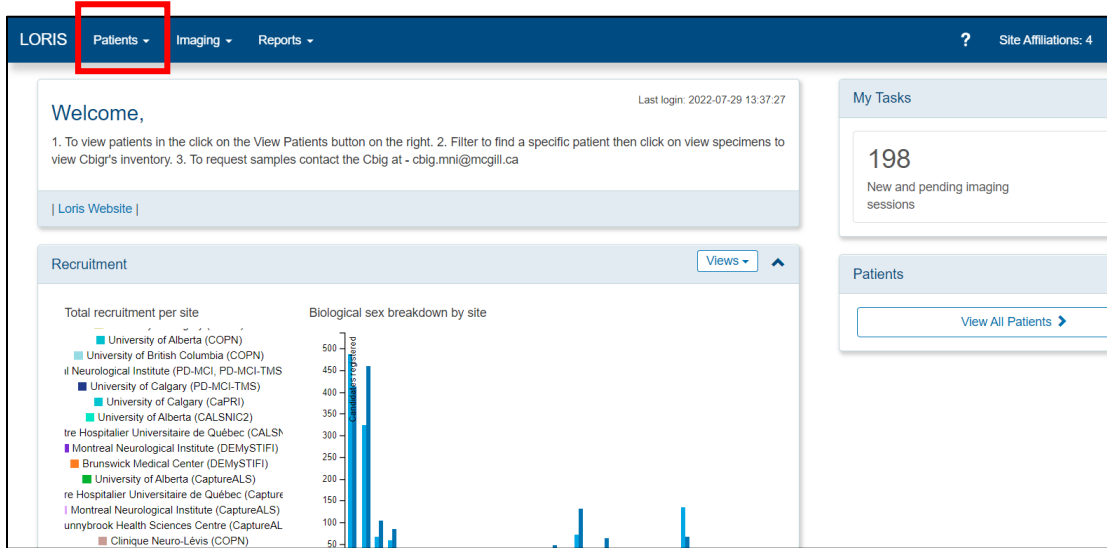 LORIS Patients Imaging Reports ? Site Affiliations: 4
Welcome,
Last login: 2022-07-29 13:37:27
1. To view patients in the click on the View Patients button on the right. 2. Filter to find a specific patient then click on view specimens to
view Cbigr's inventory. 3. To request samples contact the Cbig at - cbig.mni@mcgill.ca
| Loris Website |
Recruitment
Views
Total recruitment per site
University of Alberta (COPN)
University of British Columbia (COPN)
al Neurological Institute (PD-MCI, PD-MCI-TMS
University of Calgary (PD-MCI-TMS)
University of Calgary (CaPRI)
University of Alberta (CALSNIC2)
tre Hospitalier Universitaire de Québec (CALSN
Montreal Neurological Institute (DEMySTIFI)
Brunswick Medical Center (DEMySTIFI)
University of Alberta (CaptureALS)
re Hospitalier Universitaire de Québec (Capture
Montreal Neurological Institute (CaptureALS)
unnybrook Health Sciences Centre (CaptureAL
Clinique Neuro-Lévis (COPN)
Biological sex breakdown by site
Candidates registered
500
450
400
350
300
250
200
150
100
50
My Tasks
198
New and pending imaging
sessions
Patients
View All Patients